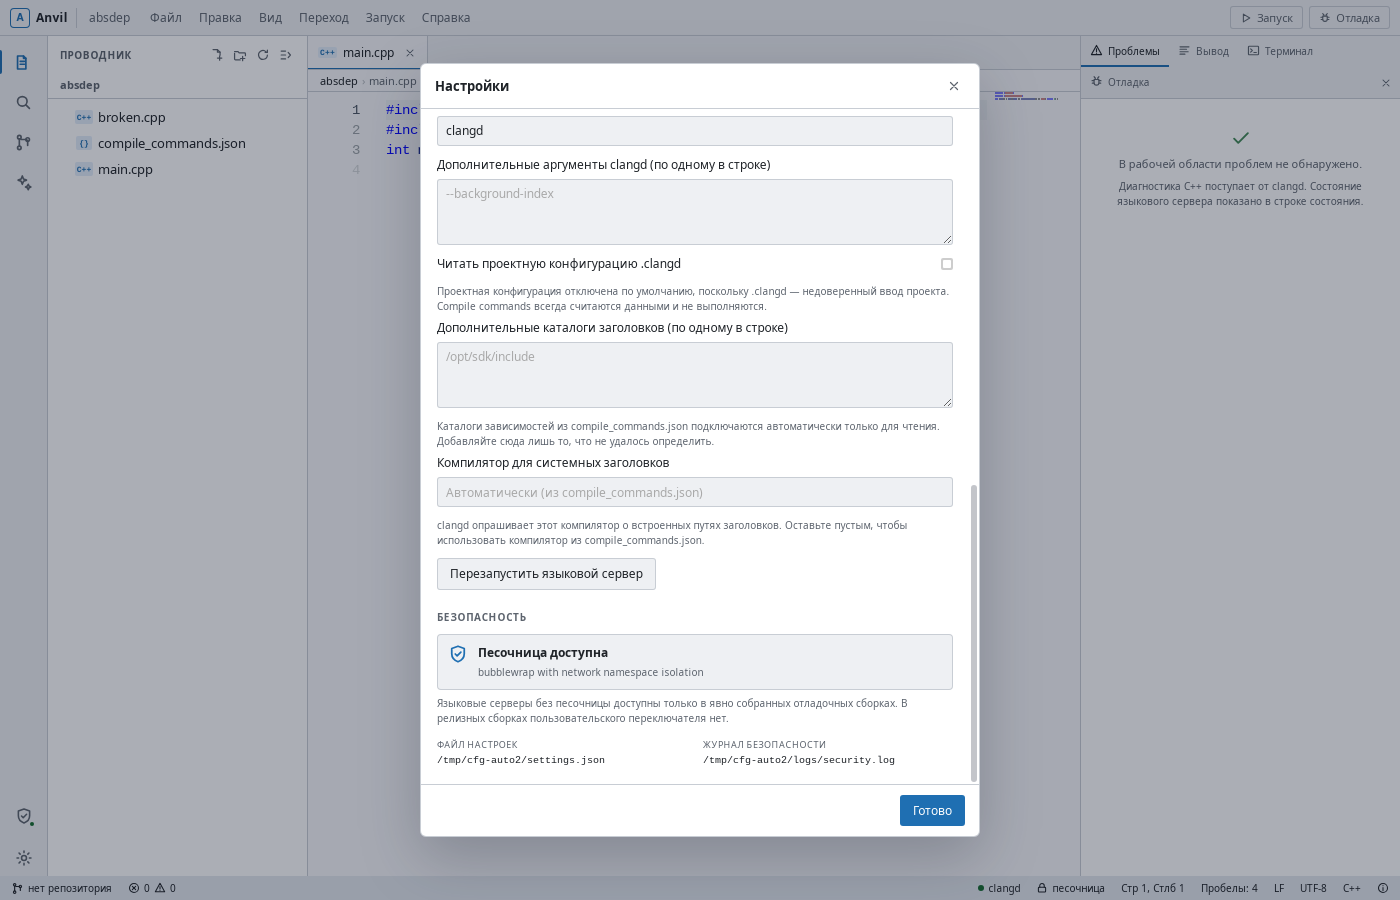 A Anvil absdep Файл Правка Вид Переход Запуск Справка Запуск Отладка
ПРОВОДНИК
absdep
C++ broken.cpp
{} compile_commands.json
C++ main.cpp
C++ main.cpp
absdep › main.cpp
1 #inc
2 #inc
3 int
4
Настройки
clangd
Дополнительные аргументы clangd (по одному в строке)
--background-index
Читать проектную конфигурацию .clangd
Проектная конфигурация отключена по умолчанию, поскольку .clangd — недоверенный ввод проекта.
Compile commands всегда считаются данными и не выполняются.
Дополнительные каталоги заголовков (по одному в строке)
/opt/sdk/include
Каталоги зависимостей из compile_commands.json подключаются автоматически только для чтения.
Добавляйте сюда лишь то, что не удалось определить.
Компилятор для системных заголовков
Автоматически (из compile_commands.json)
clangd опрашивает этот компилятор о встроенных путях заголовков. Оставьте пустым, чтобы
использовать компилятор из compile_commands.json.
Перезапустить языковой сервер
БЕЗОПАСНОСТЬ
Песочница доступна
bubblewrap with network namespace isolation
Языковые серверы без песочницы доступны только в явно собранных отладочных сборках. В
релизных сборках пользовательского переключателя нет.
ФАЙЛ НАСТРОЕК
/tmp/cfg-auto2/settings.json
ЖУРНАЛ БЕЗОПАСНОСТИ
/tmp/cfg-auto2/logs/security.log
Готово
Проблемы Вывод Терминал
Отладка
В рабочей области проблем не обнаружено.
Диагностика C++ поступает от clangd. Состояние
языкового сервера показано в строке состояния.
нет репозитория 0 0 clangd песочница Стр 1, Стлб 1 Пробелы: 4 LF UTF-8 C++